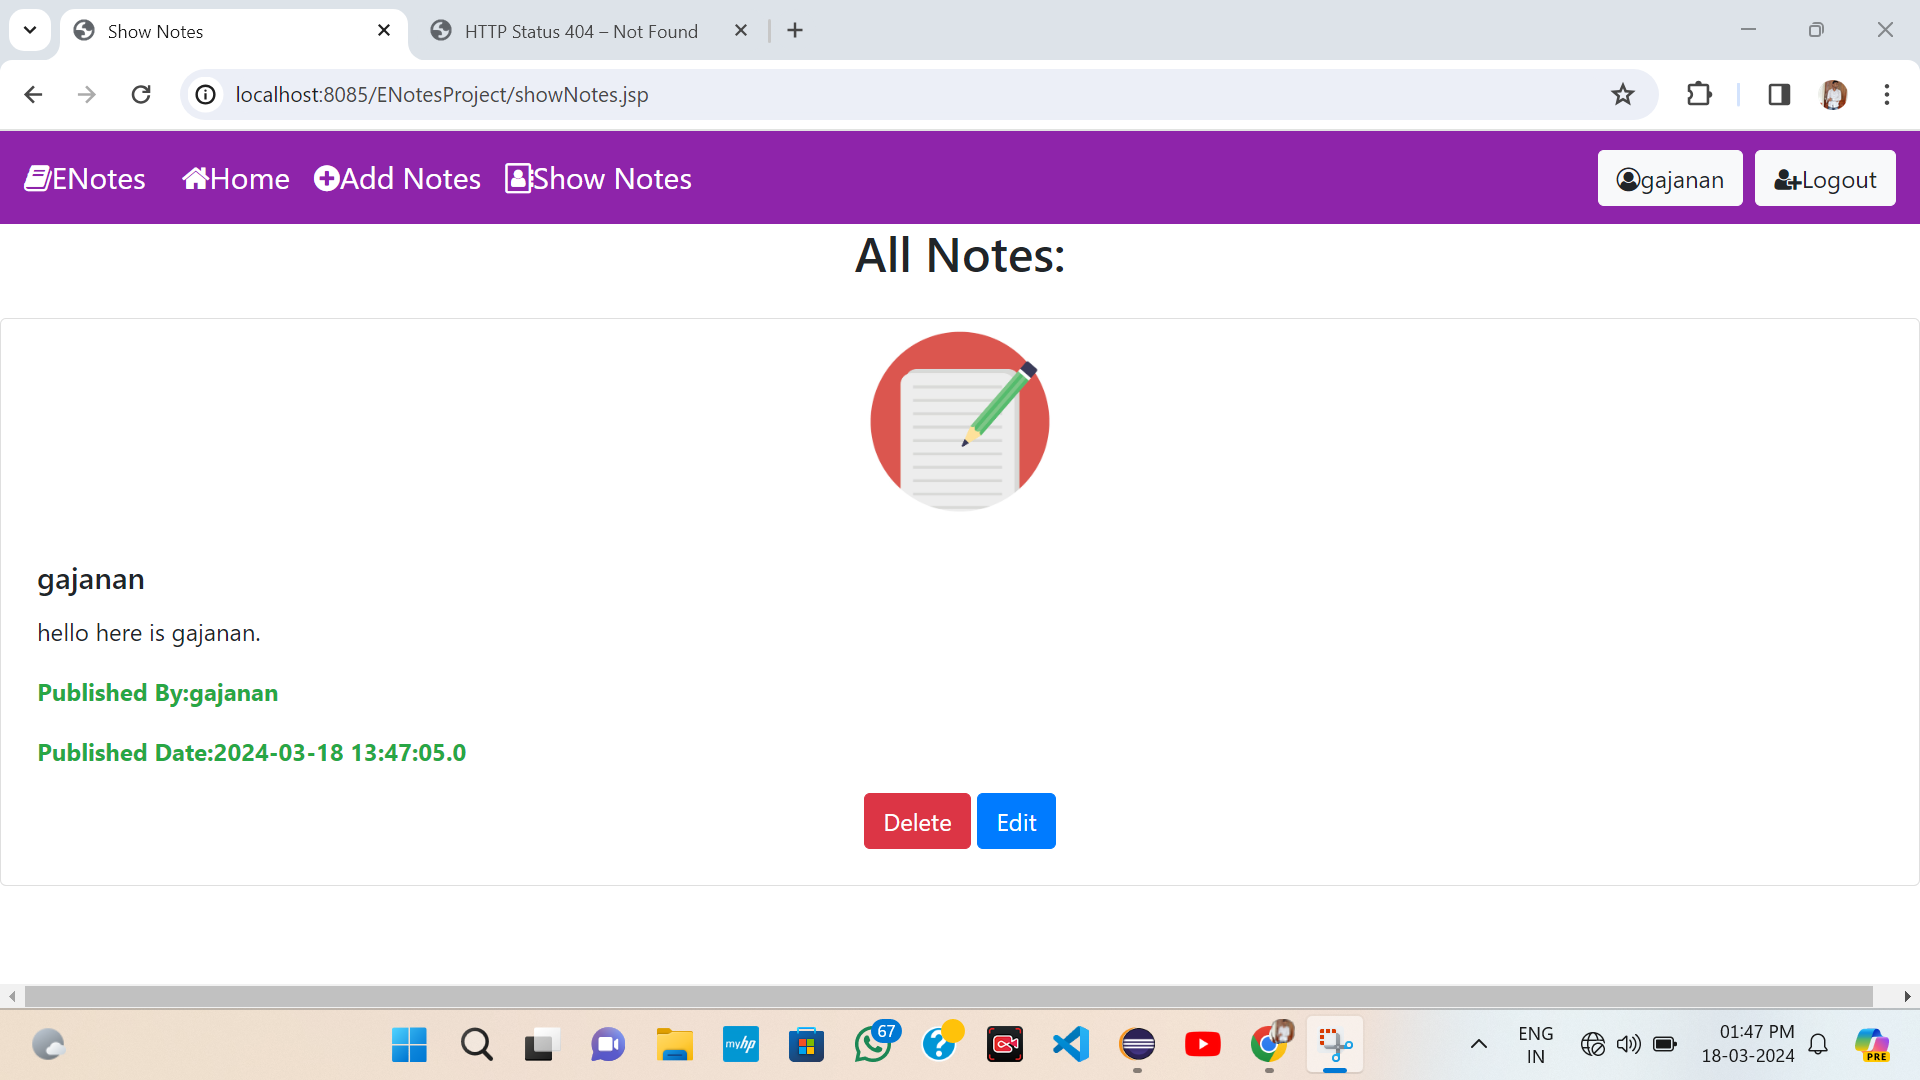 Show Notes
HTTP Status 404 – Not Found
localhost:8085/ENotesProject/showNotes.jsp
ENotes Home Add Notes Show Notes gajanan Logout
All Notes:
gajanan
hello here is gajanan.
Published By:gajanan
Published Date:2024-03-18 13:47:05.0
Delete Edit
myhp
67
ENG
IN
01:47 PM
18-03-2024
PRE